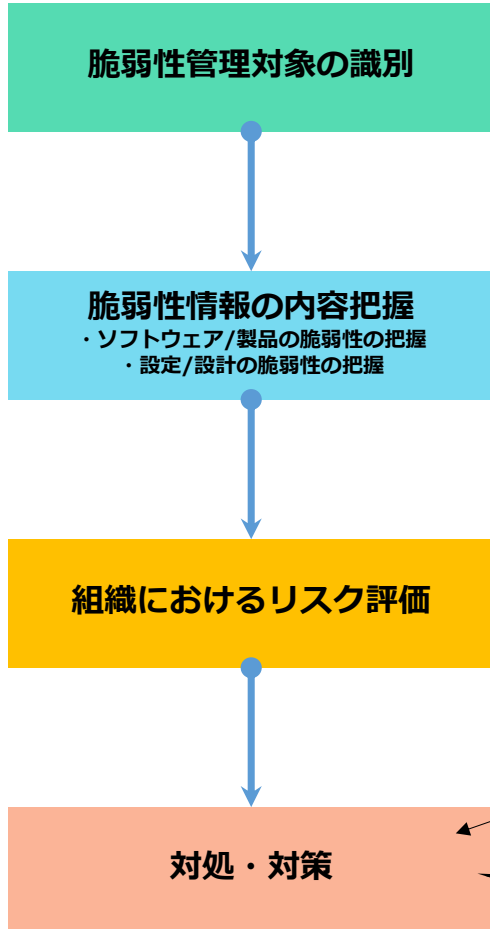 脆弱性管理対象の識別
脆弱性情報の内容把握
・ソフトウェア/製品の脆弱性の把握
・設定/設計の脆弱性の把握
組織におけるリスク評価
対処・対策